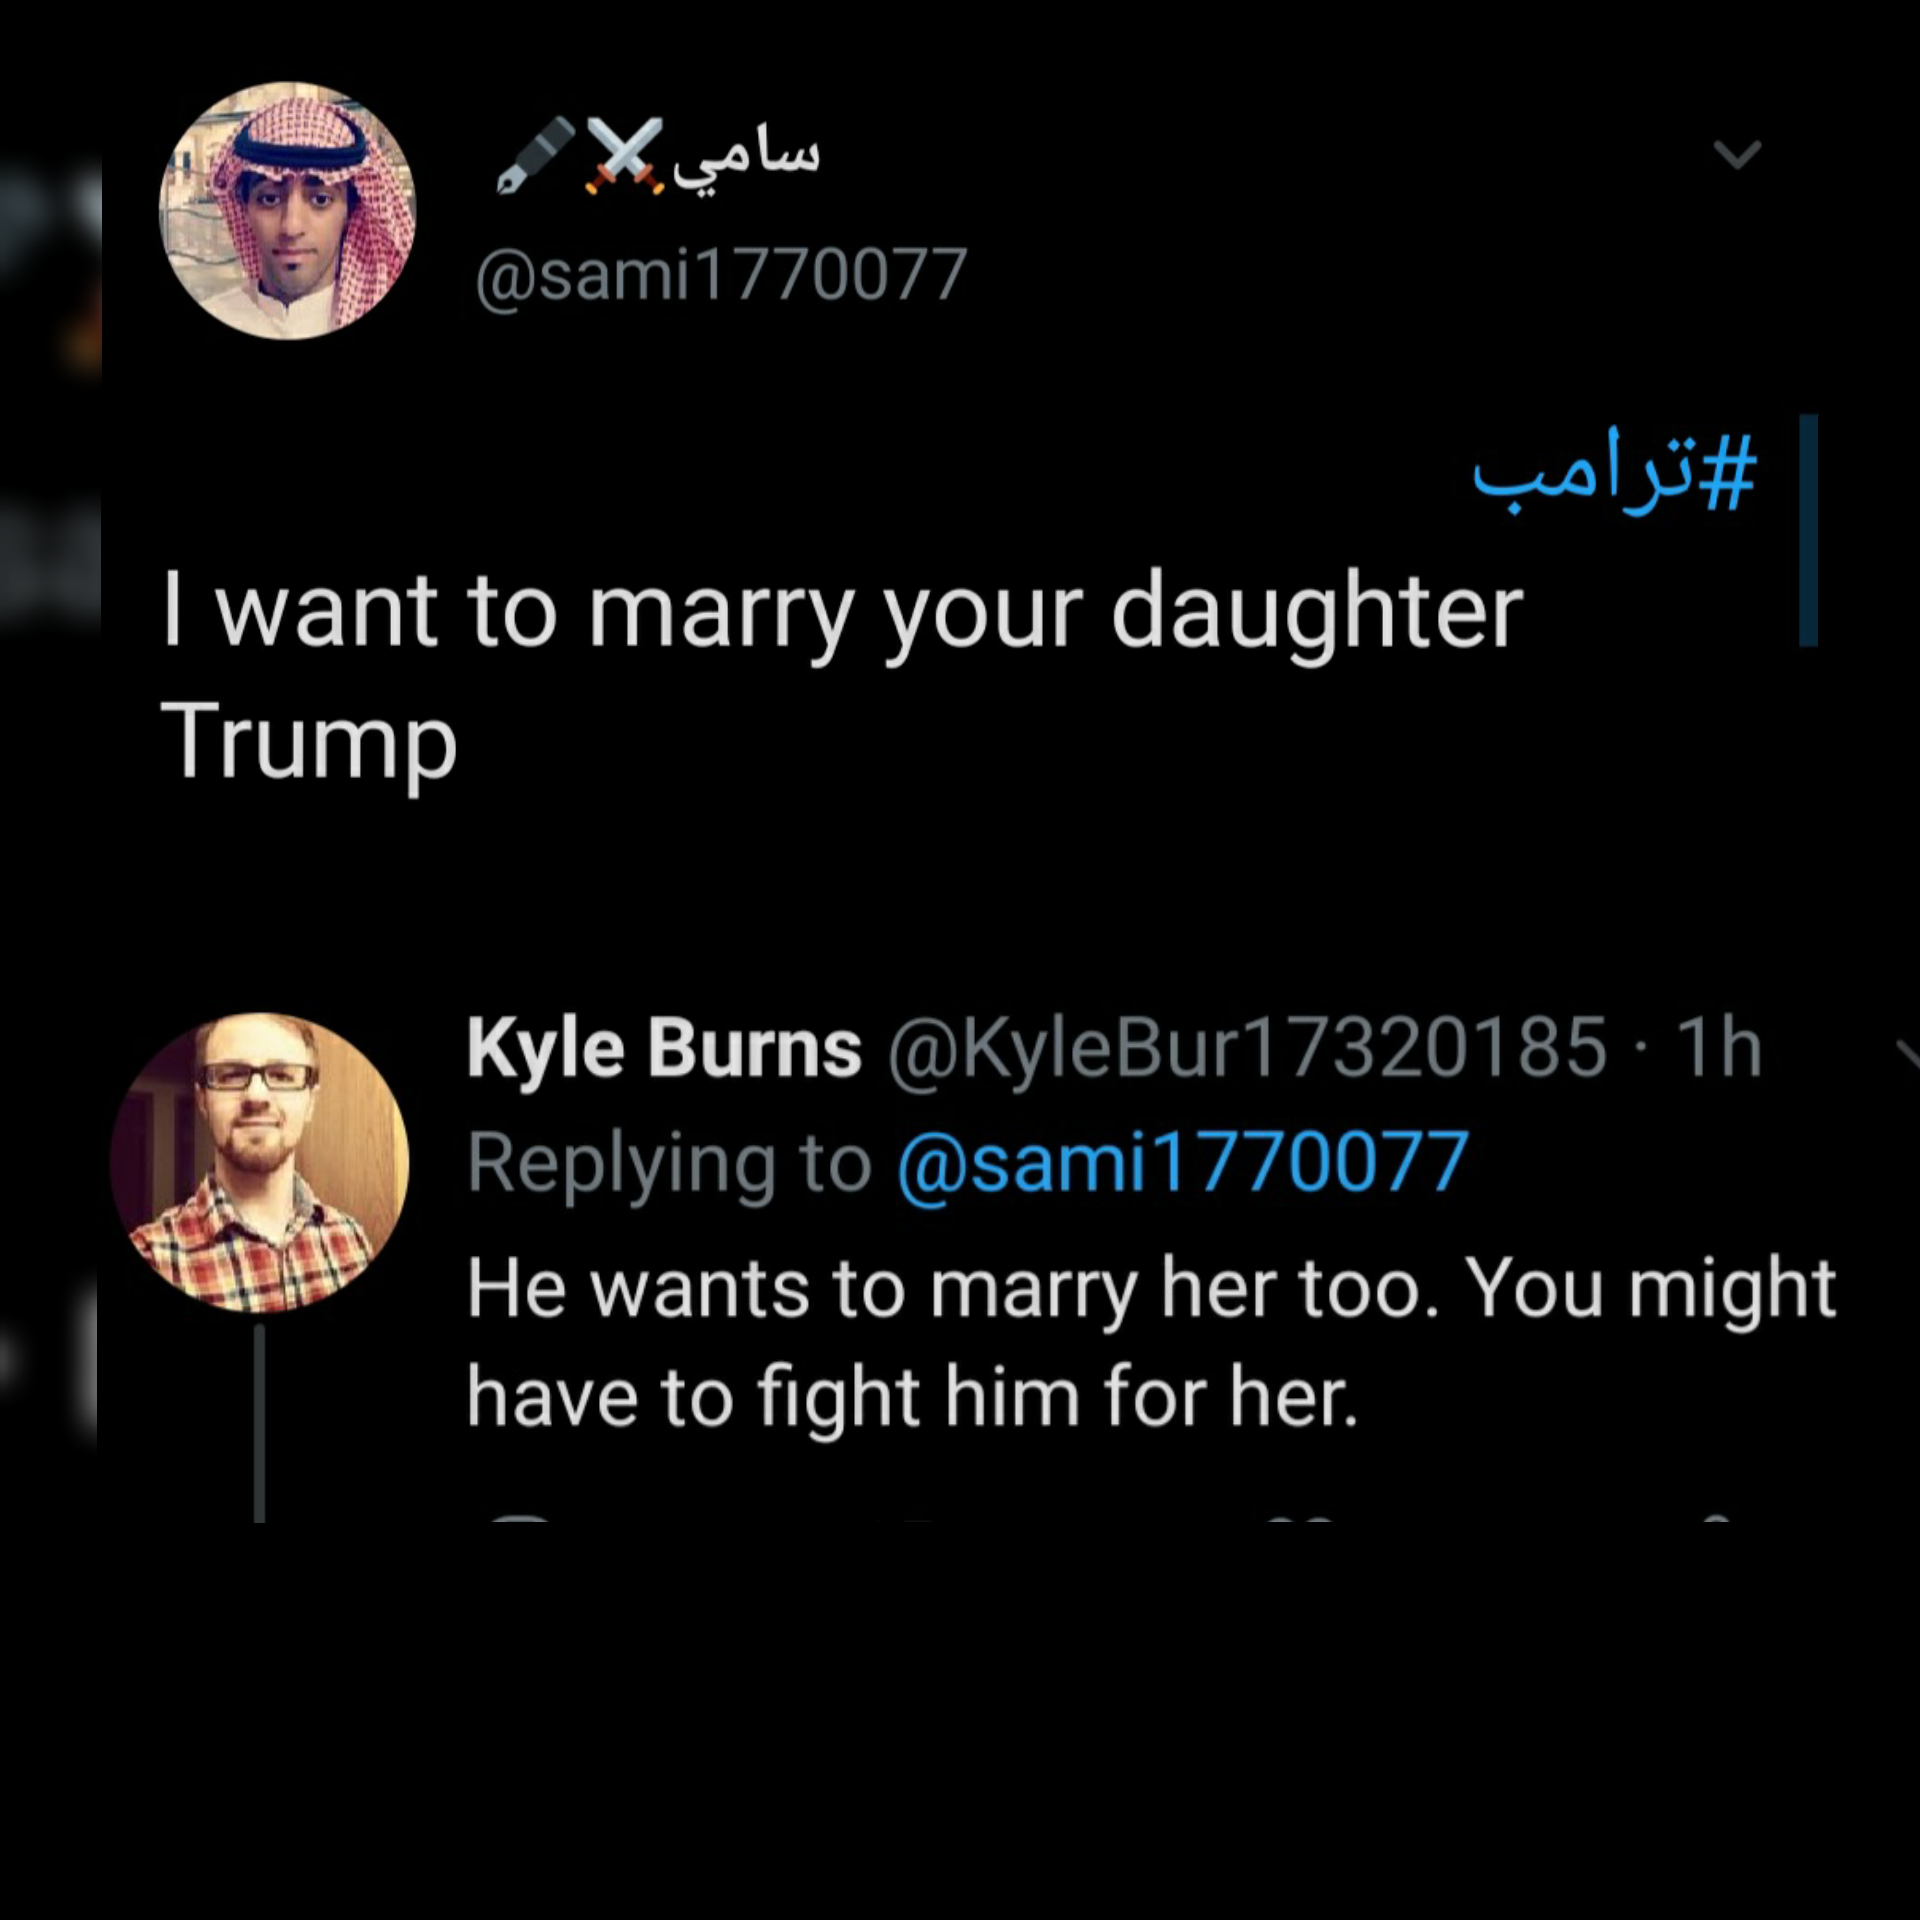 سامي
@sami1770077
#ترامب
I want to marry your daughter
Trump
Kyle Burns @KyleBur17320185 · 1h
Replying to @sami1770077
He wants to marry her too. You might
have to fight him for her.